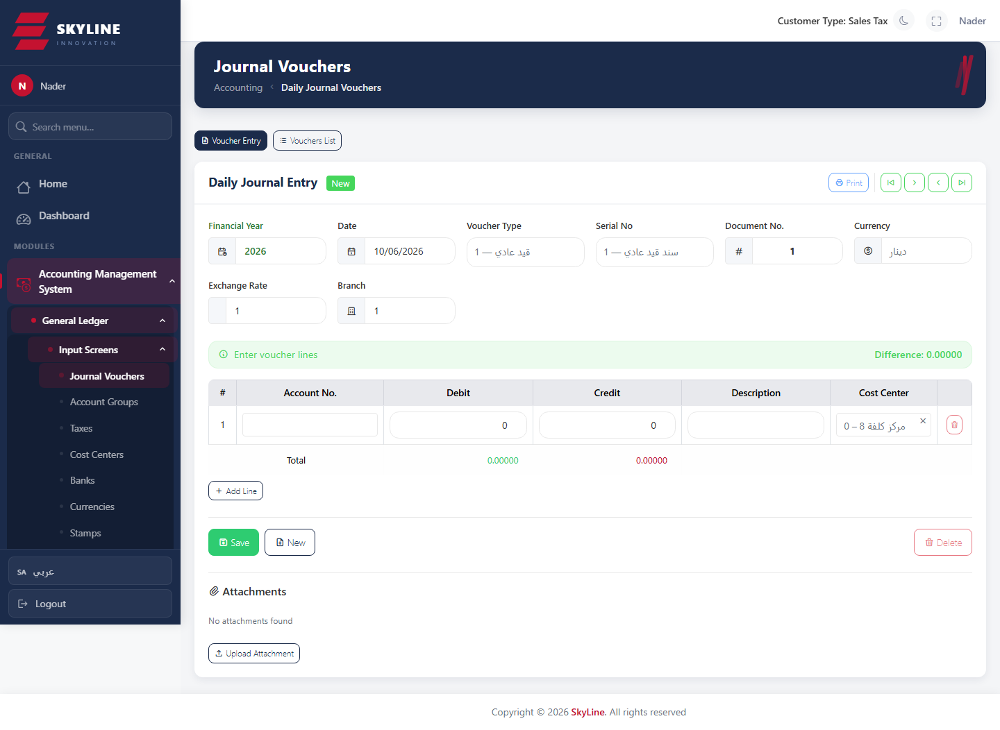 SKYLINE
INNOVATION
Customer Type: Sales Tax
Nader
N
Nader
Search menu...
GENERAL
Home
Dashboard
MODULES
Accounting Management System
General Ledger
Input Screens
Journal Vouchers
Account Groups
Taxes
Cost Centers
Banks
Currencies
Stamps
SA عربي
Logout
Journal Vouchers
Accounting Daily Journal Vouchers
Voucher Entry
Vouchers List
Daily Journal Entry New
Print
Financial Year
2026
Date
10/06/2026
Voucher Type
1 — قيد عادي
Serial No
1 — سند قيد عادي
Document No.
# 1
Currency
دينار
Exchange Rate
1
Branch
1
Enter voucher lines
Difference: 0.00000
# Account No. Debit Credit Description Cost Center
1 0 0 0 – مركز كلفة 8 ×
Total 0.00000 0.00000
+ Add Line
Save
New
Delete
Attachments
No attachments found
Upload Attachment
Copyright © 2026 SkyLine. All rights reserved